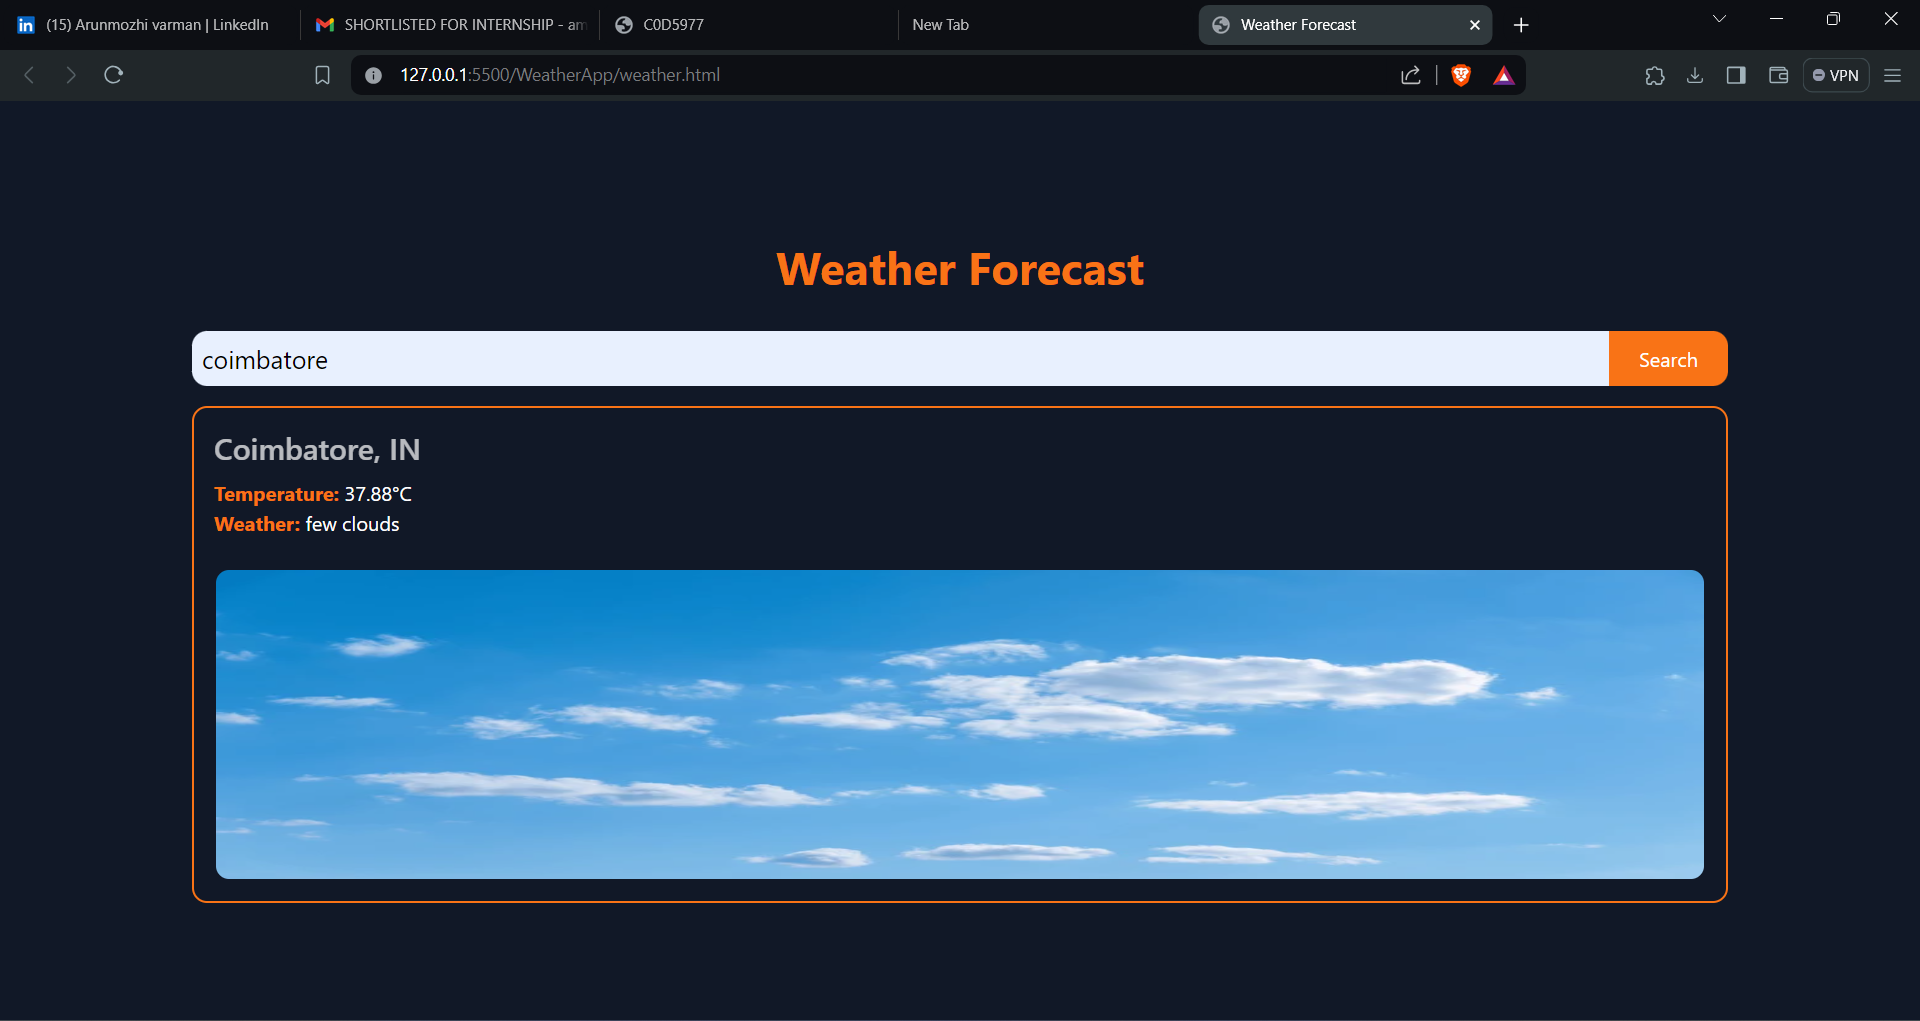 (15) Arunmozhi varman | LinkedIn
SHORTLISTED FOR INTERNSHIP - am
C0D5977
New Tab
Weather Forecast
127.0.0.1:5500/WeatherApp/weather.html
VPN
Weather Forecast
coimbatore
Search
Coimbatore, IN
Temperature: 37.88°C
Weather: few clouds